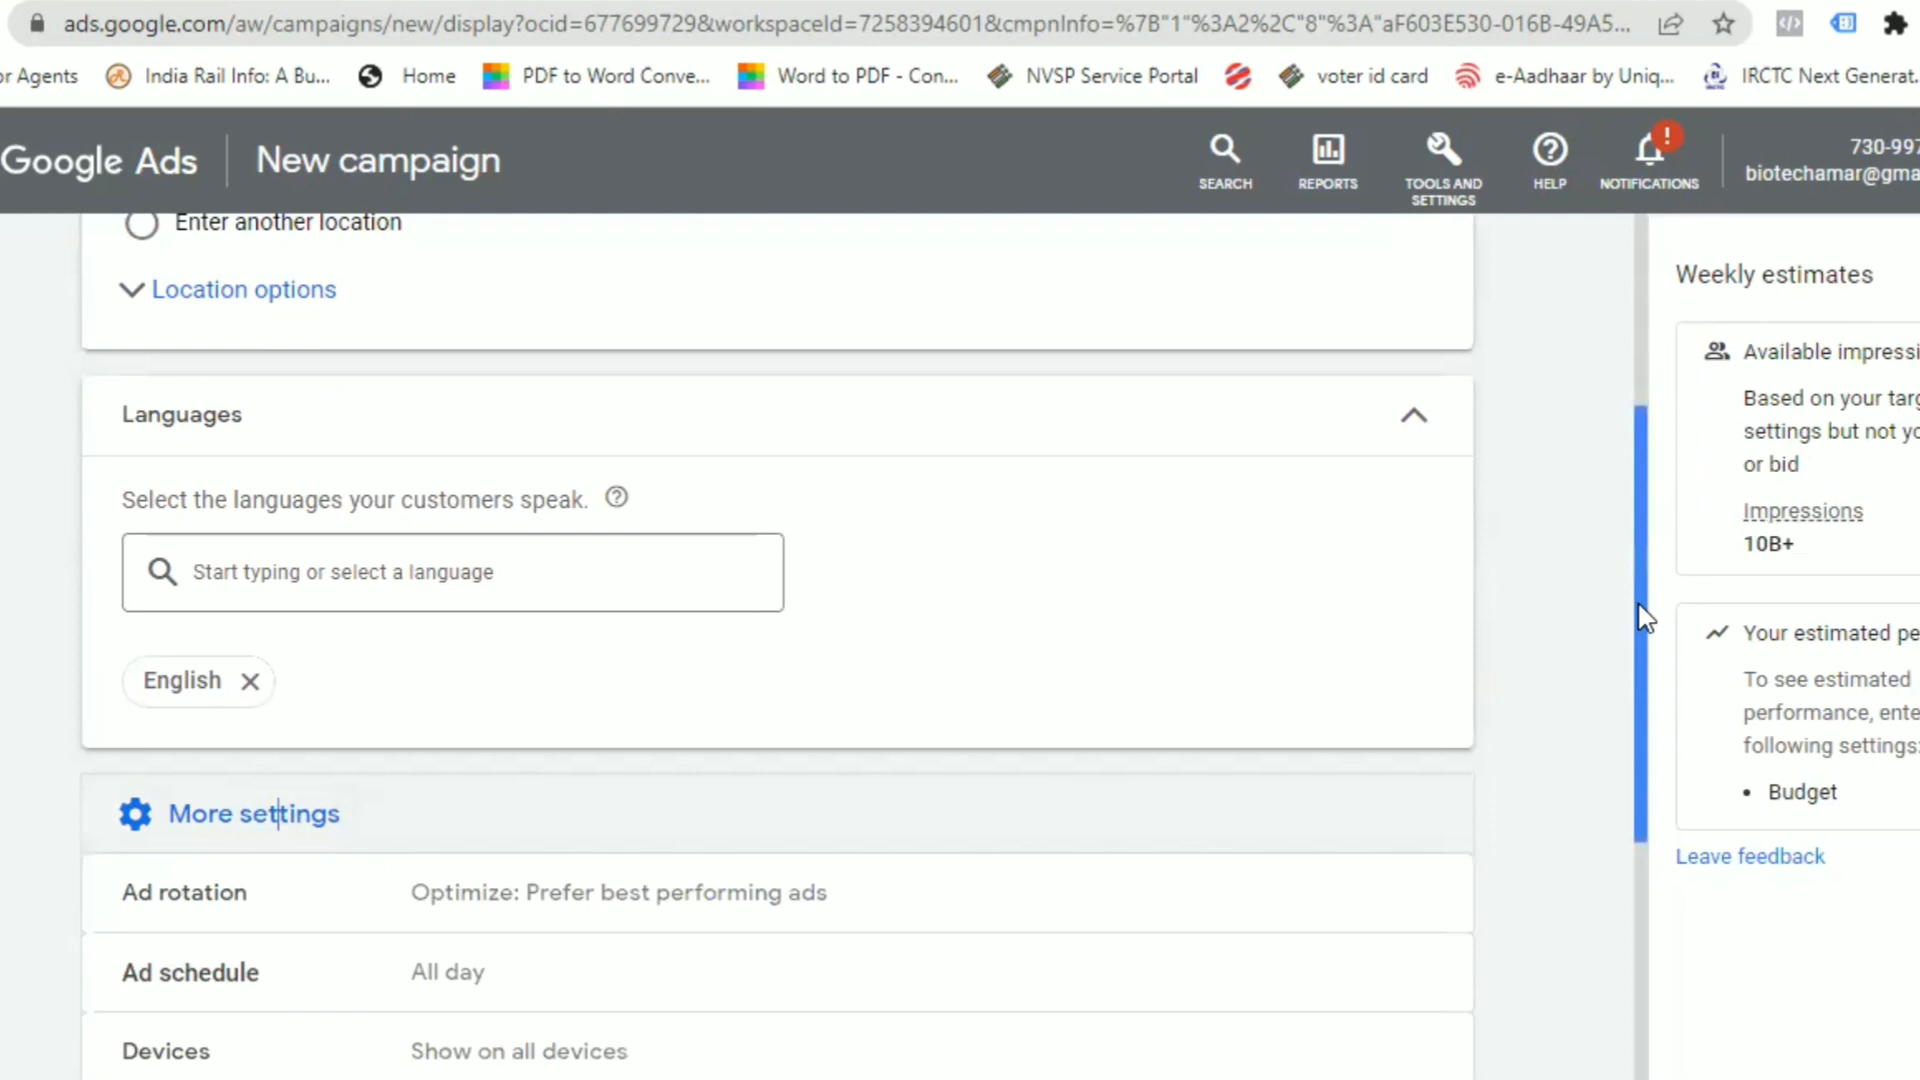 ads.google.com/aw/campaigns/new/display?ocid=677699729&workspaceId=7258394601&cmpnInfo=%7B"1"%3A2%2C"8"%3A"aF603E530-016B-49A5...
or Agents India Rail Info: A Bu... Home PDF to Word Conve... Word to PDF - Con... NVSP Service Portal voter id card e-Aadhaar by Uniq... IRCTC Next Generat.
Google Ads New campaign
SEARCH
REPORTS
TOOLS AND
SETTINGS
HELP
!
NOTIFICATIONS
730-997
biotechamar@gma
Enter another location
Location options
Languages
Select the languages your customers speak.
Start typing or select a language
English
More settings
Ad rotation Optimize: Prefer best performing ads
Ad schedule All day
Devices Show on all devices
Weekly estimates
Available impressi
Based on your targ
settings but not yo
or bid
Impressions
10B+
Your estimated pe
To see estimated
performance, ente
following settings:
• Budget
Leave feedback